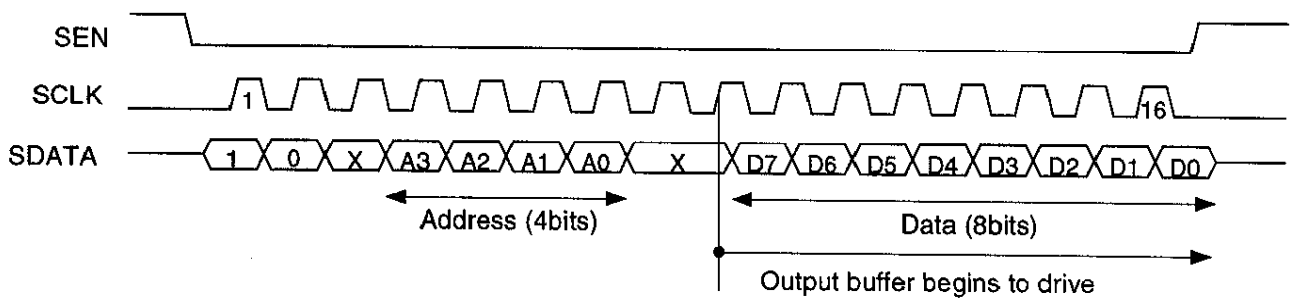 SEN
SCLK 1 16
SDATA 1 0 X A3 A2 A1 A0 X D7 D6 D5 D4 D3 D2 D1 D0
Address (4bits) Data (8bits)
Output buffer begins to drive